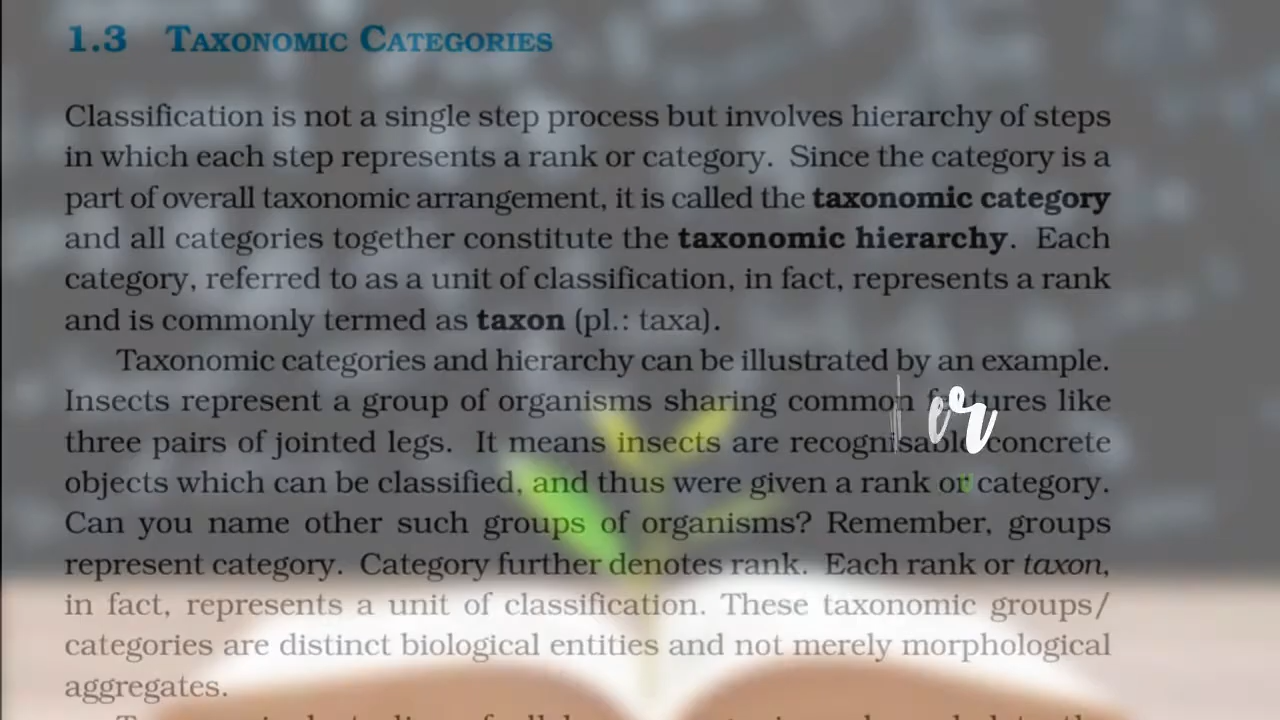 1.3 TAXONOMIC CATEGORIES
Classification is not a single step process but involves hierarchy of steps
in which each step represents a rank or category. Since the category is a
part of overall taxonomic arrangement, it is called the taxonomic category
and all categories together constitute the taxonomic hierarchy. Each
category, referred to as a unit of classification, in fact, represents a rank
and is commonly termed as taxon (pl.: taxa).
Taxonomic categories and hierarchy can be illustrated by an example.
Insects represent a group of organisms sharing common features like
er
three pairs of jointed legs. It means insects are recognisable concrete
objects which can be classified, and thus were given a rank or category.
Can you name other such groups of organisms? Remember, groups
represent category. Category further denotes rank. Each rank or taxon,
in fact, represents a unit of classification. These taxonomic groups/
categories are distinct biological entities and not merely morphological
aggregates.